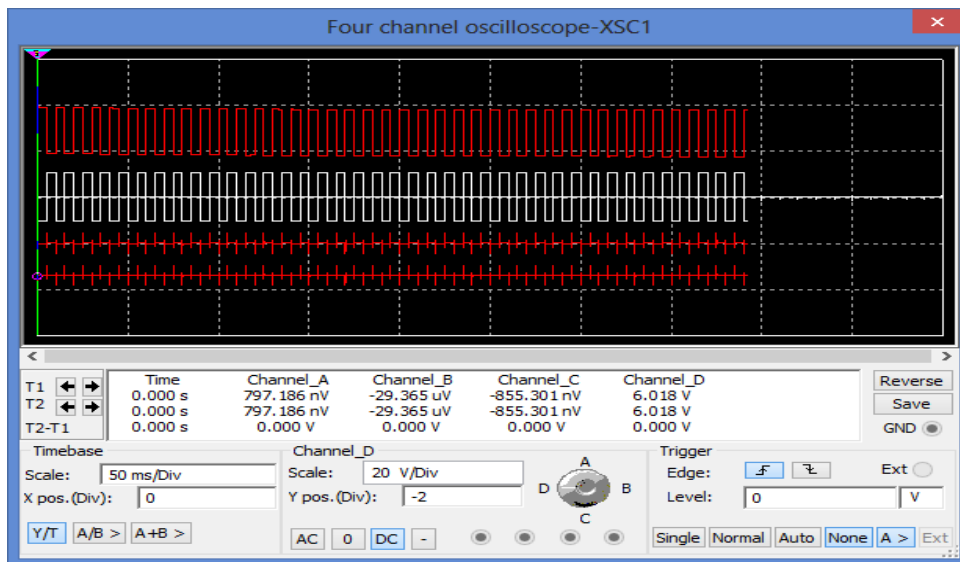 Four channel oscilloscope-XSC1
×
< >
Time Channel_A Channel_B Channel_C Channel_D
T1 0.000 s 797.186 nV -29.365 uV -855.301 nV 6.018 V
T2 0.000 s 797.186 nV -29.365 uV -855.301 nV 6.018 V
T2-T1 0.000 s 0.000 V 0.000 V 0.000 V 0.000 V
Reverse
Save
GND
Timebase
Scale: 50 ms/Div
X pos.(Div): 0
Y/T A/B > A+B >
Channel_D
Scale: 20 V/Div
Y pos.(Div): -2
AC 0 DC -
A
D B
C
Trigger
Edge: Ext
Level: 0 V
Single Normal Auto None A > Ext